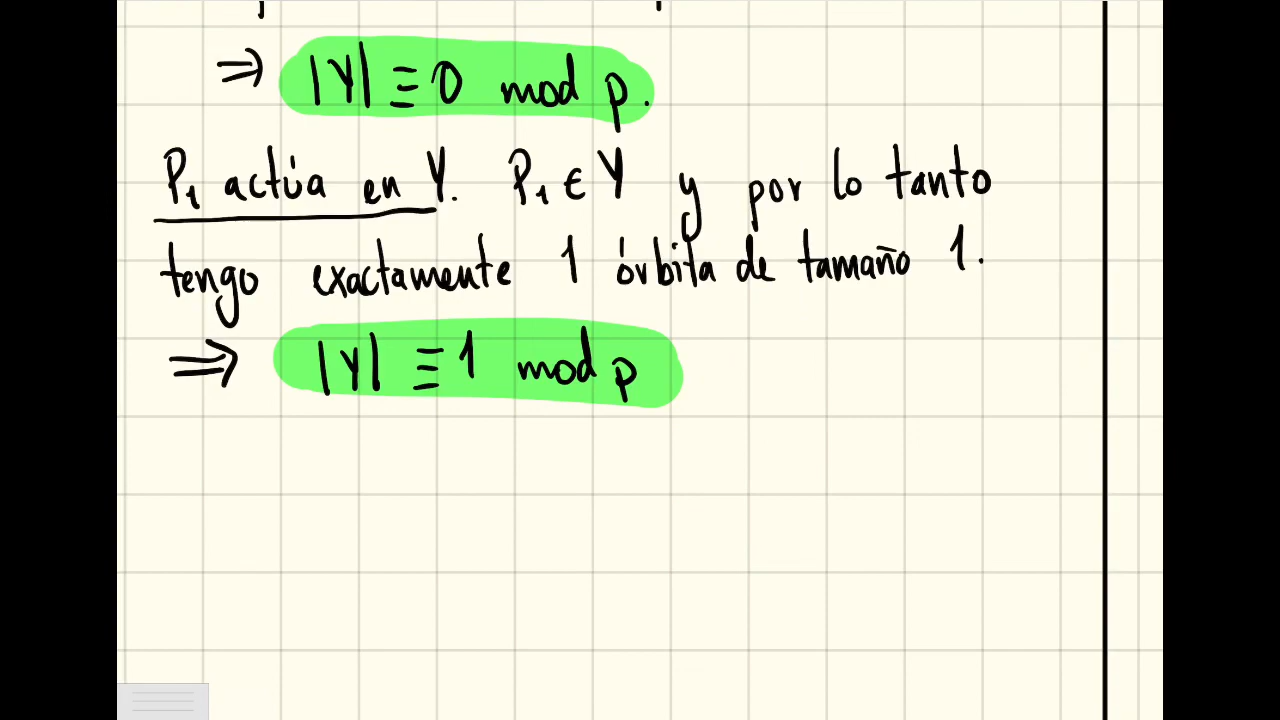 ⇒ |Y| ≡ 0 mod p.
P₁ actúa en Y. P₁ ∈ Y y por lo tanto
tengo exactamente 1 órbita de tamaño 1.
⇒ |Y| ≡ 1 mod p